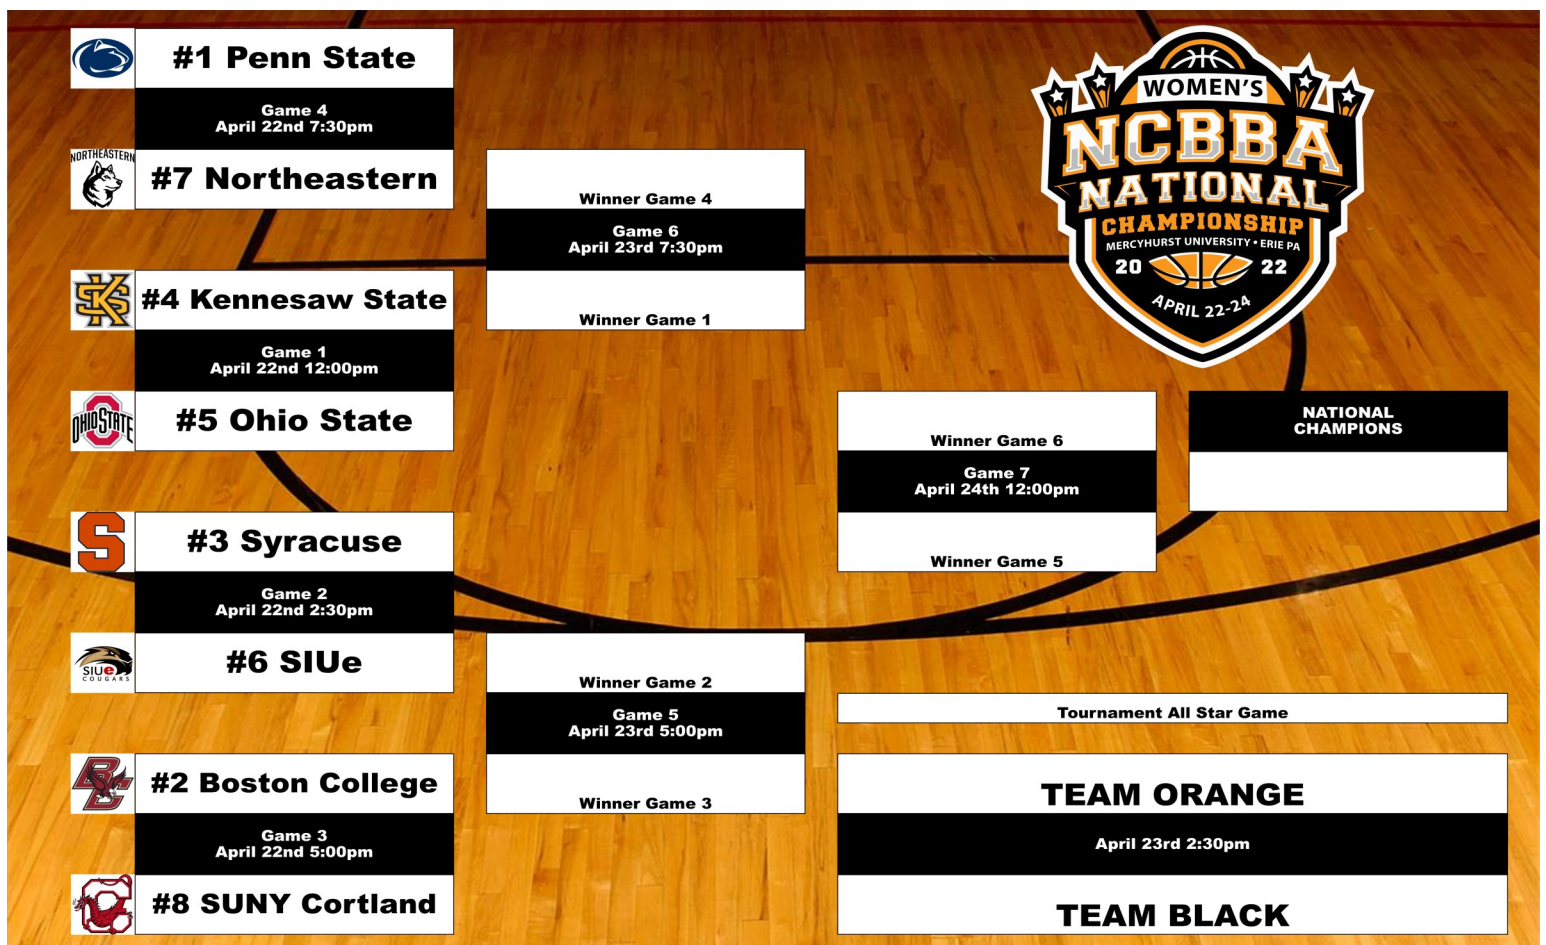 #1 Penn State
Game 4
April 22nd 7:30pm
NORTHEASTERN
#7 Northeastern
KS
#4 Kennesaw State
Game 1
April 22nd 12:00pm
OHIO STATE
#5 Ohio State
S
#3 Syracuse
Game 2
April 22nd 2:30pm
SIUe
COUGARS
#6 SIUe
BC
#2 Boston College
Game 3
April 22nd 5:00pm
C
#8 SUNY Cortland
Winner Game 4
Game 6
April 23rd 7:30pm
Winner Game 1
Winner Game 2
Game 5
April 23rd 5:00pm
Winner Game 3
WOMEN'S
NCBBA
NATIONAL
CHAMPIONSHIP
MERCYHURST UNIVERSITY • ERIE PA
20 22
APRIL 22-24
Winner Game 6
Game 7
April 24th 12:00pm
Winner Game 5
NATIONAL
CHAMPIONS
Tournament All Star Game
TEAM ORANGE
April 23rd 2:30pm
TEAM BLACK